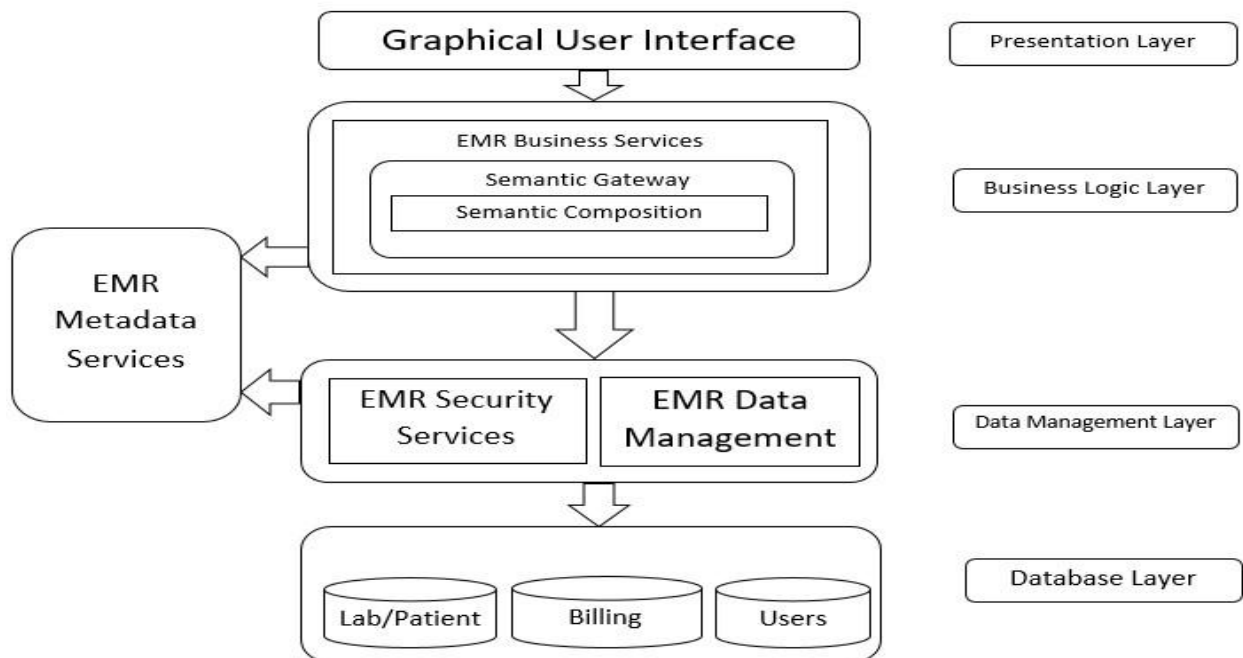 Graphical User Interface
Presentation Layer
EMR Business Services
Semantic Gateway
Business Logic Layer
Semantic Composition
EMR
Metadata
Services
EMR Security
Services
EMR Data
Management
Data Management Layer
Database Layer
Lab/Patient
Billing
Users